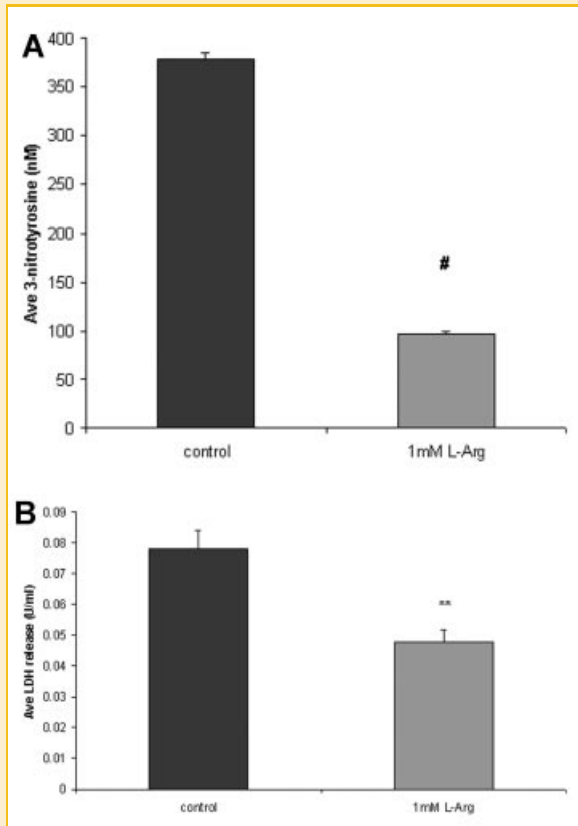 A
Ave 3-nitrotyrosine (nM)
400
350
300
250
200
150
100
50
0
#
control
1mM L-Arg
B
Ave LDH release (U/ml)
0.09
0.08
0.07
0.06
0.05
0.04
0.03
0.02
0.01
0
**
control
1mM L-Arg